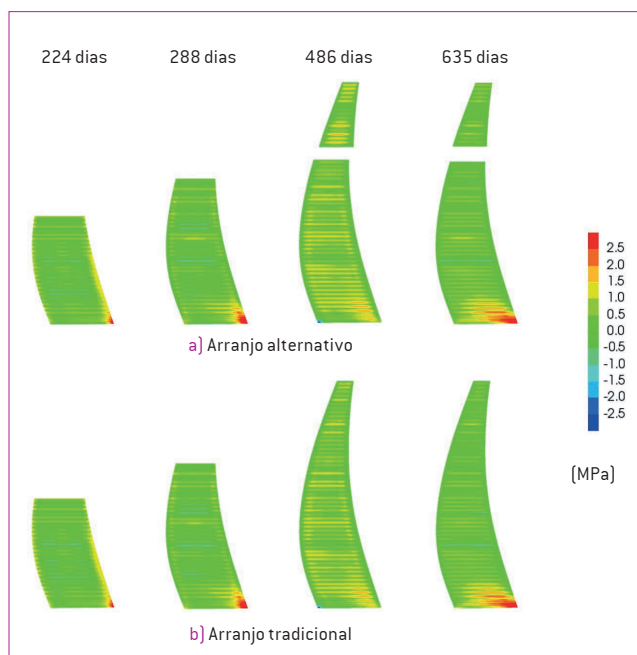 224 dias 288 dias 486 dias 635 dias
a) Arranjo alternativo
2.5
2.0
1.5
1.0
0.5
0.0
-0.5
-1.0
-1.5
-2.0
-2.5
(MPa)
b) Arranjo tradicional